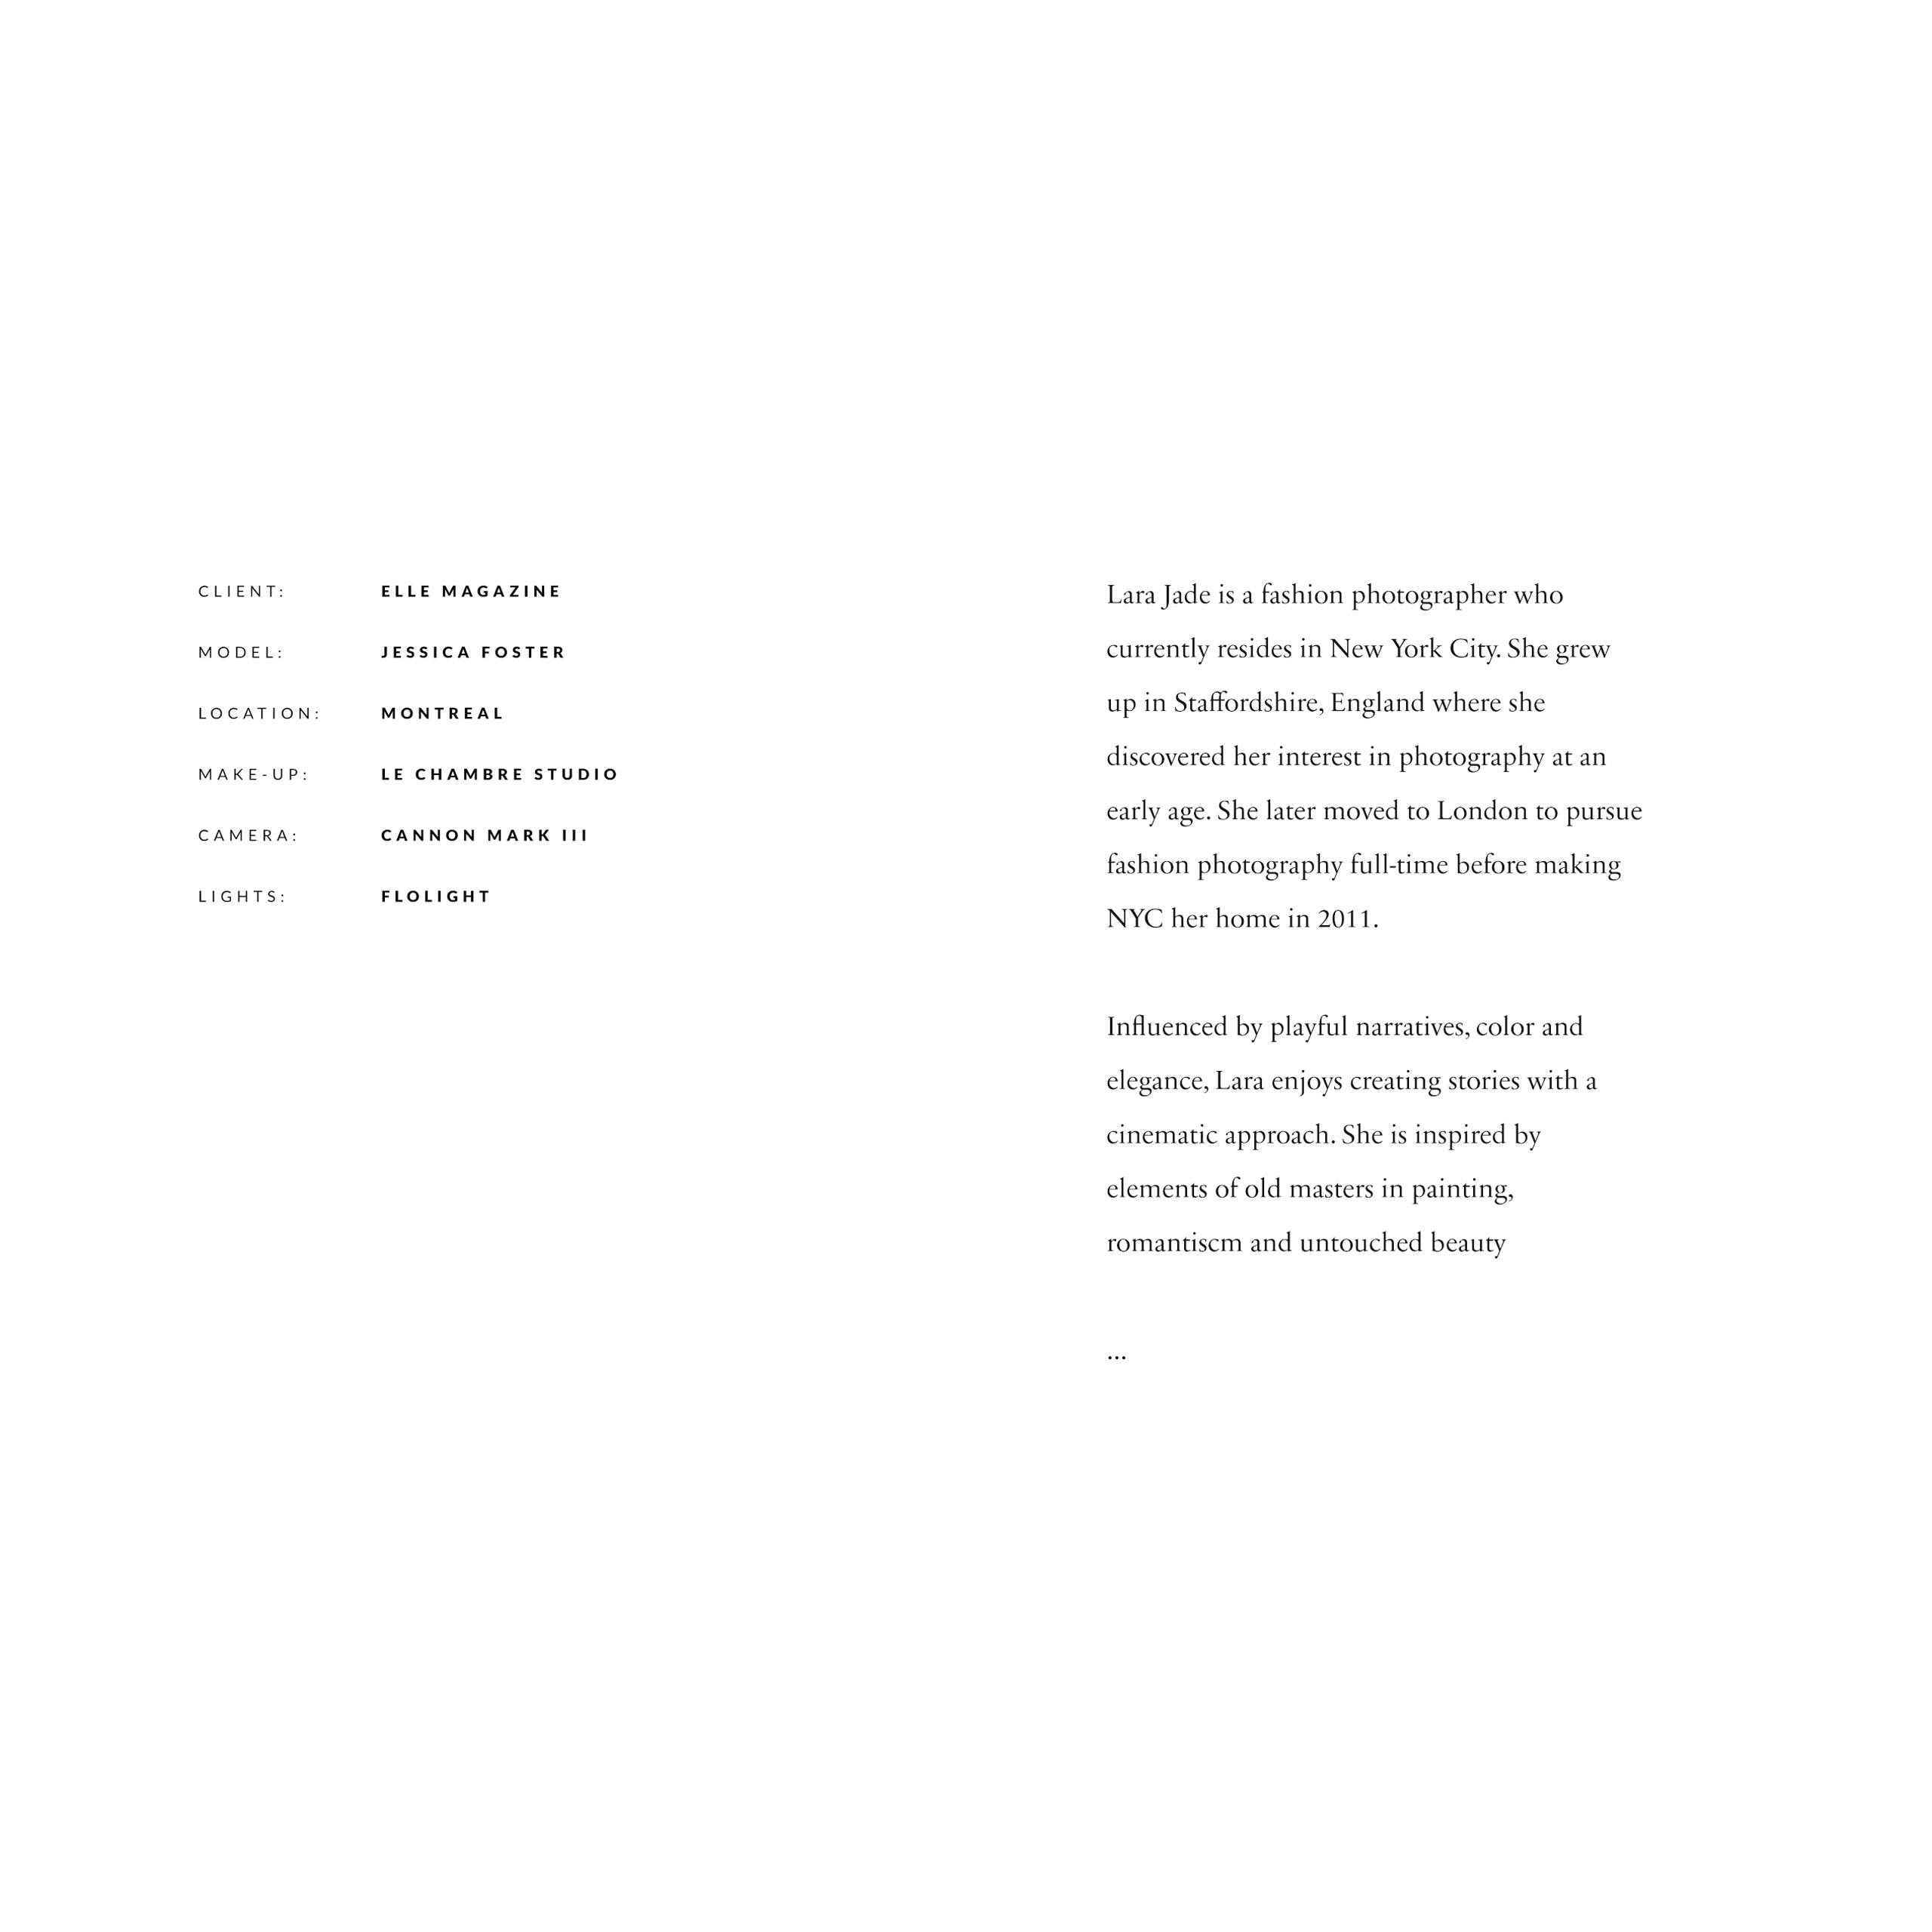 CLIENT: ELLE MAGAZINE
MODEL: JESSICA FOSTER
LOCATION: MONTREAL
MAKE-UP: LE CHAMBRE STUDIO
CAMERA: CANNON MARK III
LIGHTS: FLOLIGHT
Lara Jade is a fashion photographer who
currently resides in New York City. She grew
up in Staffordshire, England where she
discovered her interest in photography at an
early age. She later moved to London to pursue
fashion photography full-time before making
NYC her home in 2011.
Influenced by playful narratives, color and
elegance, Lara enjoys creating stories with a
cinematic approach. She is inspired by
elements of old masters in painting,
romantiscm and untouched beauty
...